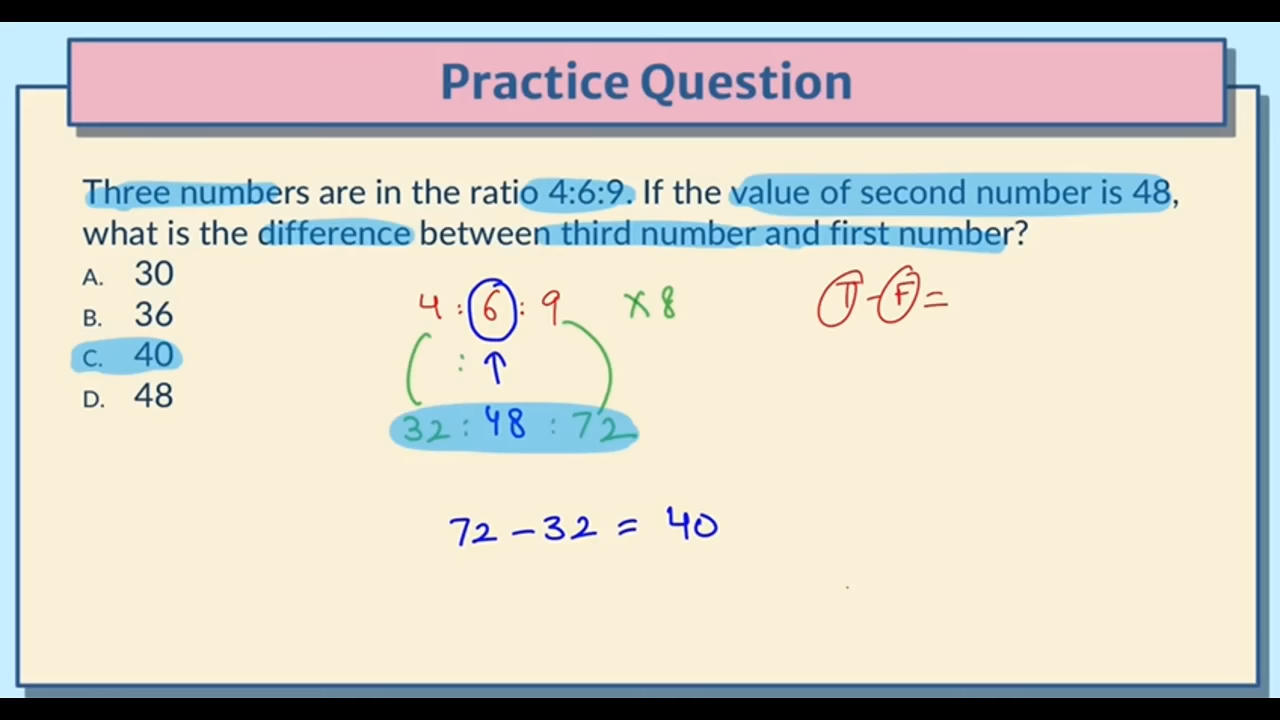 Practice Question
Three numbers are in the ratio 4:6:9. If the value of second number is 48,
what is the difference between third number and first number?
A. 30
B. 36
C. 40
D. 48
4 : 6 : 9 × 8
T - F =
:
32 : 48 : 72
72 - 32 = 40